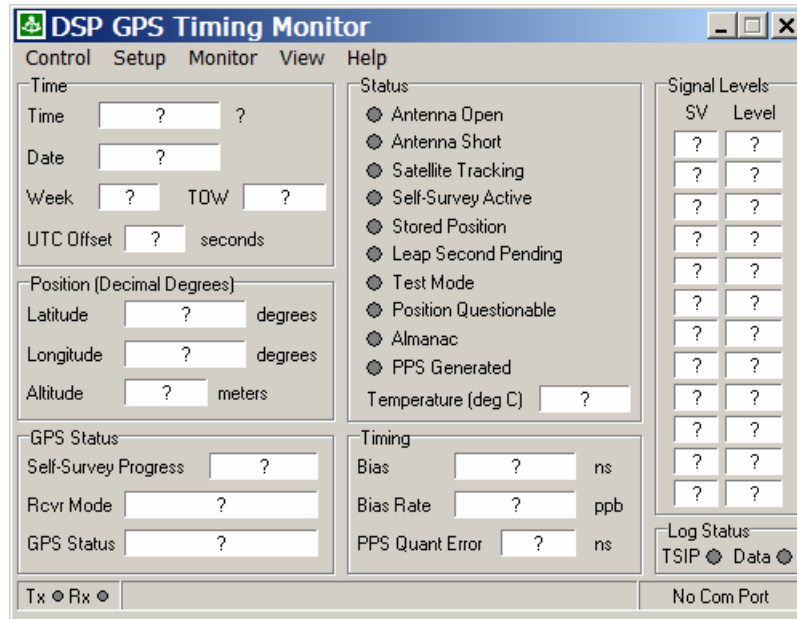 DSP GPS Timing Monitor
Control Setup Monitor View Help
Time
Time ? ?
Date ?
Week ? TOW ?
UTC Offset ? seconds
Position (Decimal Degrees)
Latitude ? degrees
Longitude ? degrees
Altitude ? meters
GPS Status
Self-Survey Progress ?
Rcvr Mode ?
GPS Status ?
Status
Antenna Open
Antenna Short
Satellite Tracking
Self-Survey Active
Stored Position
Leap Second Pending
Test Mode
Position Questionable
Almanac
PPS Generated
Temperature (deg C) ?
Timing
Bias ? ns
Bias Rate ? ppb
PPS Quant Error ? ns
Signal Levels
SV Level
? ?
? ?
? ?
? ?
? ?
? ?
? ?
? ?
? ?
? ?
? ?
? ?
Log Status
TSIP Data
Tx Rx
No Com Port